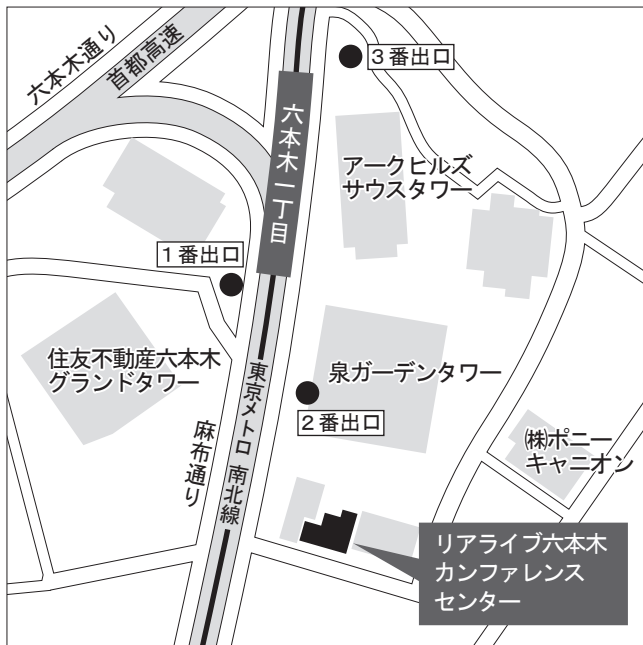 六本木通り
首都高速
3番出口
六本木一丁目
アークヒルズ
サウスタワー
1番出口
住友不動産六本木
グランドタワー
泉ガーデンタワー
2番出口
麻布通り
東京メトロ 南北線
㈱ポニー
キャニオン
リアライブ六本木
カンファレンス
センター